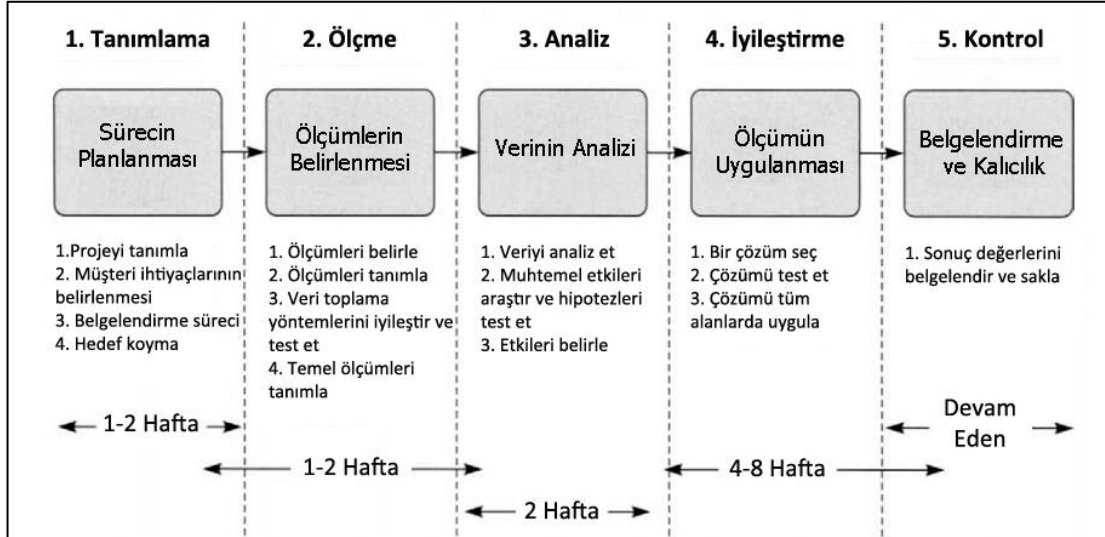 1. Tanımlama
2. Ölçme
3. Analiz
4. İyileştirme
5. Kontrol
Sürecin
Planlanması
Ölçümlerin
Belirlenmesi
Verinin Analizi
Ölçümün
Uygulanması
Belgelendirme
ve Kalıcılık
1.Projeyi tanımla
2. Müşteri ihtiyaçlarının
belirlenmesi
3. Belgelendirme süreci
4. Hedef koyma
1. Ölçümleri belirle
2. Ölçümleri tanımla
3. Veri toplama
yöntemlerini iyileştir ve
test et
4. Temel ölçümleri
tanımla
1. Veriyi analiz et
2. Muhtemel etkileri
araştır ve hipotezleri
test et
3. Etkileri belirle
1. Bir çözüm seç
2. Çözümü test et
3. Çözümü tüm
alanlarda uygula
1. Sonuç değerlerini
belgelendir ve sakla
1-2 Hafta
1-2 Hafta
2 Hafta
4-8 Hafta
Devam
Eden